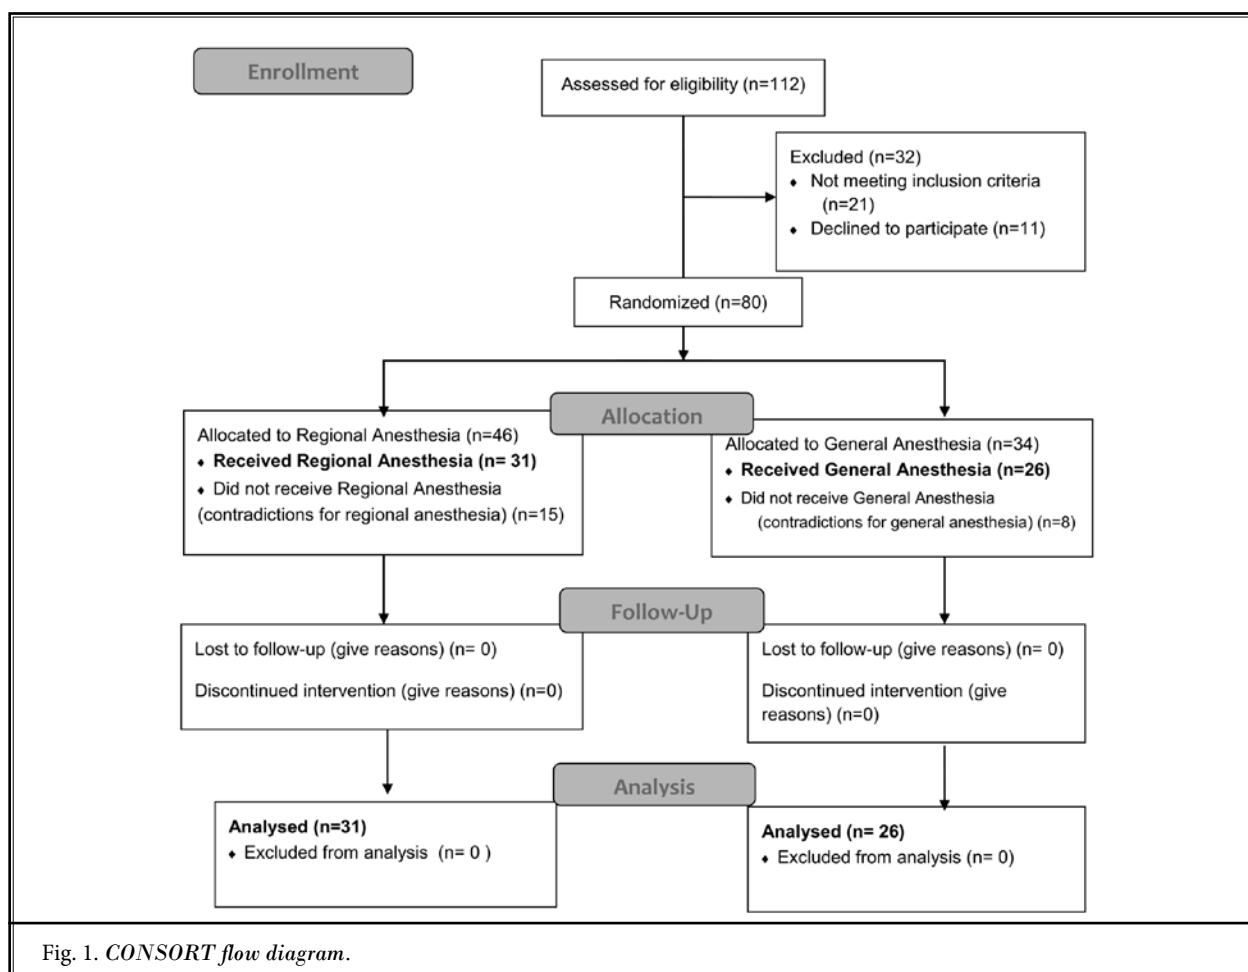 Enrollment
Assessed for eligibility (n=112)
Excluded (n=32)
♦ Not meeting inclusion criteria
(n=21)
♦ Declined to participate (n=11)
Randomized (n=80)
Allocation
Allocated to Regional Anesthesia (n=46)
♦ Received Regional Anesthesia (n= 31)
♦ Did not receive Regional Anesthesia
(contradictions for regional anesthesia) (n=15)
Allocated to General Anesthesia (n=34)
♦ Received General Anesthesia (n=26)
♦ Did not receive General Anesthesia
(contradictions for general anesthesia) (n=8)
Follow-Up
Lost to follow-up (give reasons) (n= 0)
Discontinued intervention (give reasons) (n=0)
Lost to follow-up (give reasons) (n= 0)
Discontinued intervention (give
reasons) (n=0)
Analysis
Analysed (n=31)
♦ Excluded from analysis (n= 0 )
Analysed (n= 26)
♦ Excluded from analysis (n= 0)
Fig. 1. CONSORT flow diagram.